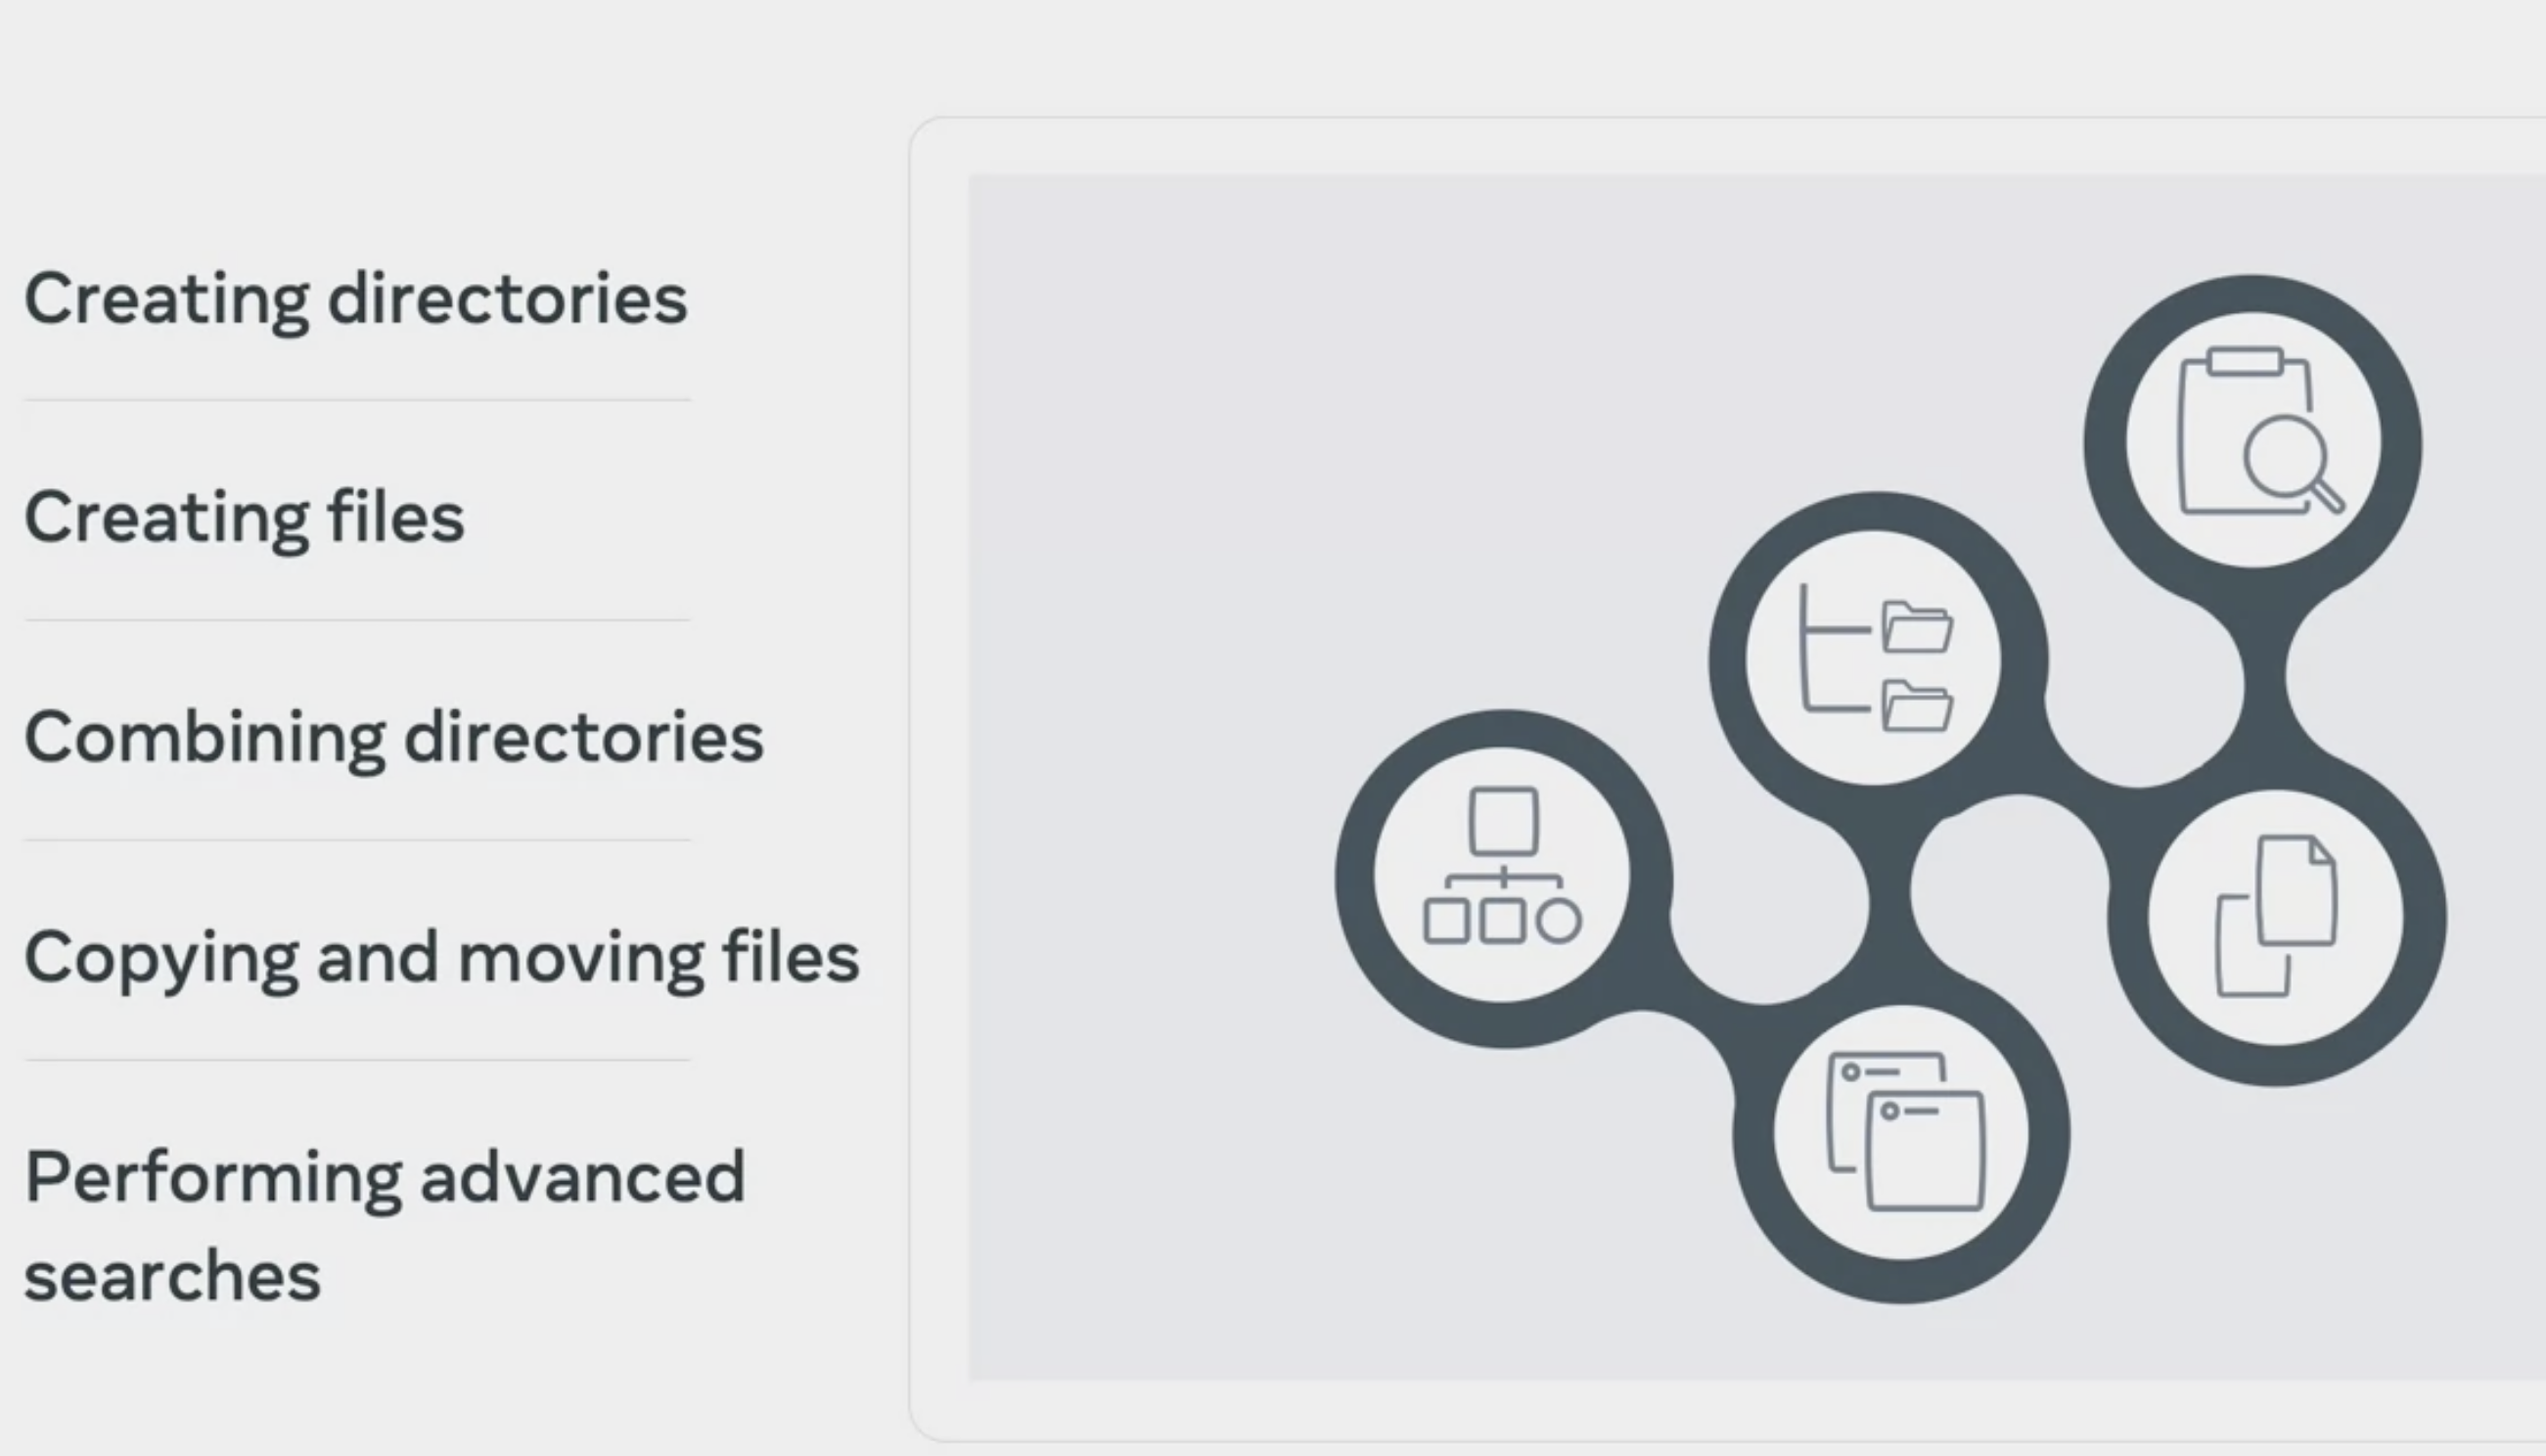 Creating directories
Creating files
Combining directories
Copying and moving files
Performing advanced
searches